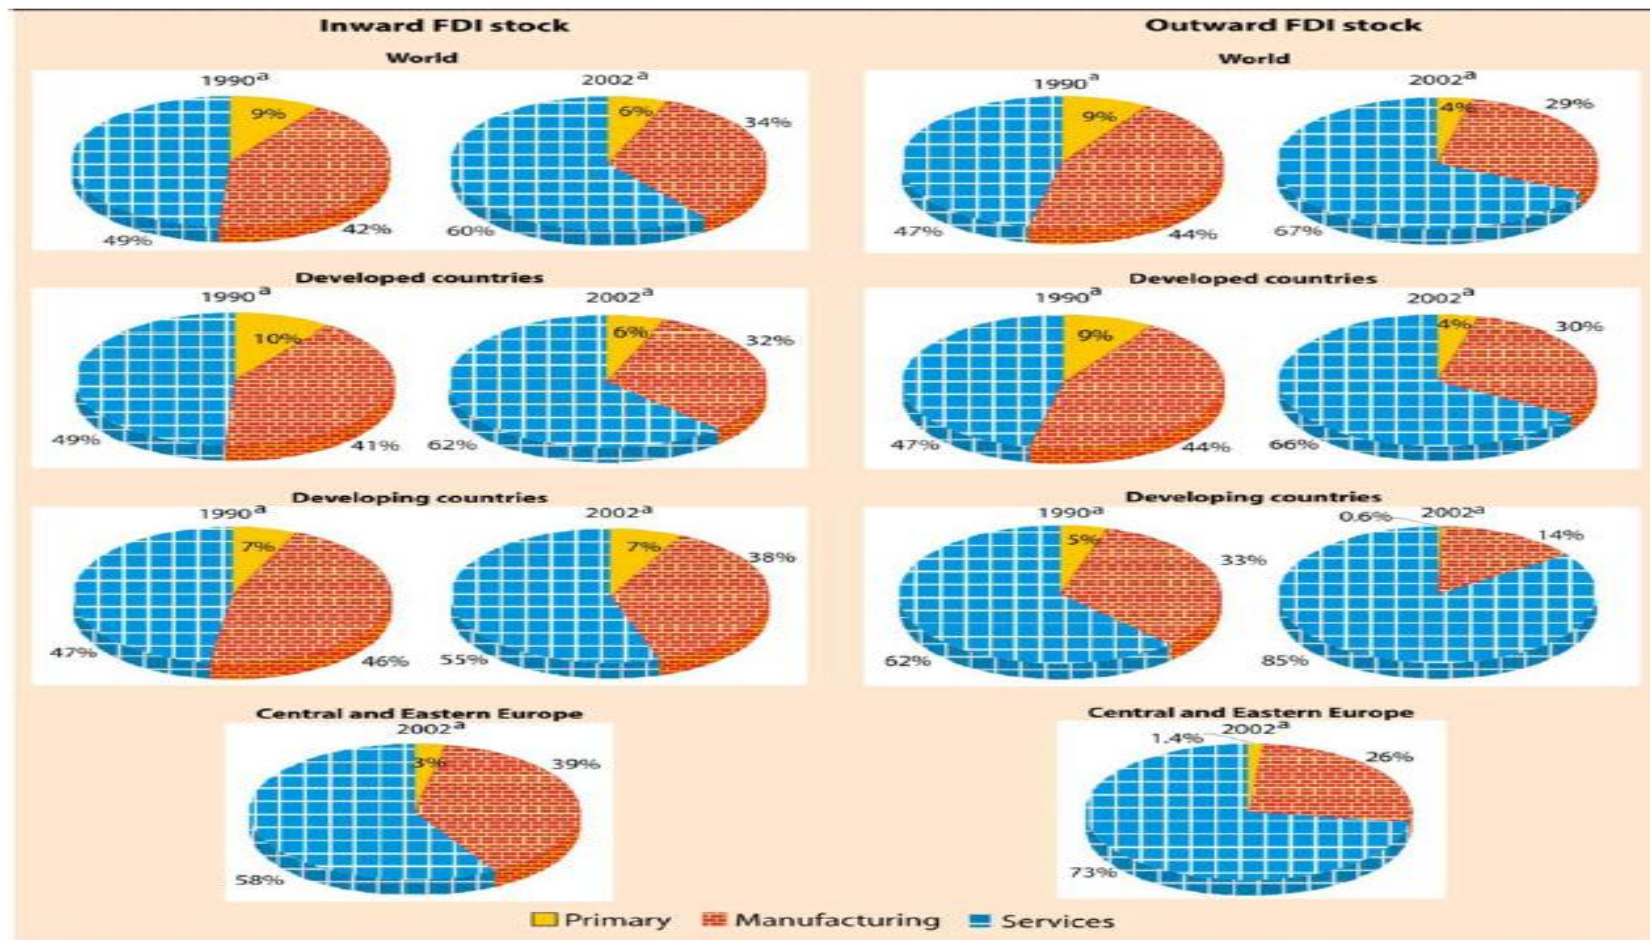 Inward FDI stock
World
1990a
9%
42%
49%
2002a
6%
34%
60%
Developed countries
1990a
10%
41%
49%
2002a
6%
32%
62%
Developing countries
1990a
7%
46%
47%
2002a
7%
38%
55%
Central and Eastern Europe
2002a
3%
39%
58%
Outward FDI stock
World
1990a
9%
44%
47%
2002a
4%
29%
67%
Developed countries
1990a
9%
44%
47%
2002a
4%
30%
66%
Developing countries
1990a
5%
33%
62%
2002a
0.6%
14%
85%
Central and Eastern Europe
2002a
1.4%
26%
73%
Primary Manufacturing Services